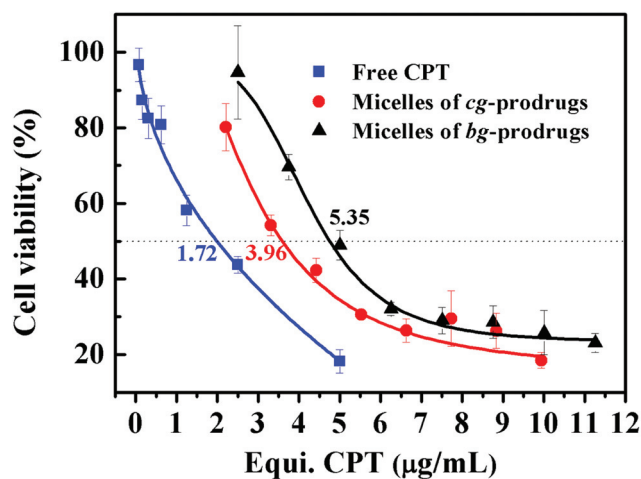 Free CPT
Micelles of cg-prodrugs
Micelles of bg-prodrugs
100
80
60
40
20
Cell viability (%)
5.35
1.72
3.96
0 1 2 3 4 5 6 7 8 9 10 11 12
Equi. CPT (μg/mL)